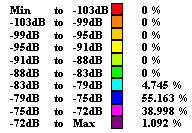 Min to -103dB 0 %
-103dB to -99dB 0 %
-99dB to -95dB 0 %
-95dB to -91dB 0 %
-91dB to -88dB 0 %
-88dB to -83dB 0 %
-83dB to -79dB 4.745 %
-79dB to -75dB 55.163 %
-75dB to -72dB 38.998 %
-72dB to Max 1.092 %